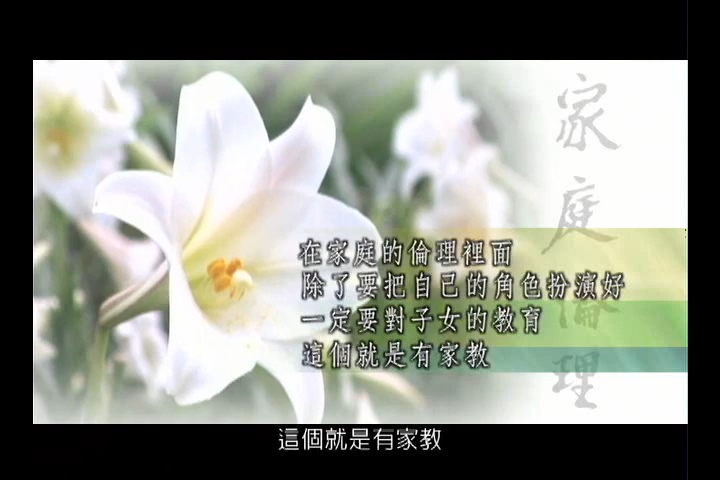 家庭倫理
在家庭的倫理裡面
除了要把自己的角色扮演好
一定要對子女的教育
這個就是有家教
這個就是有家教